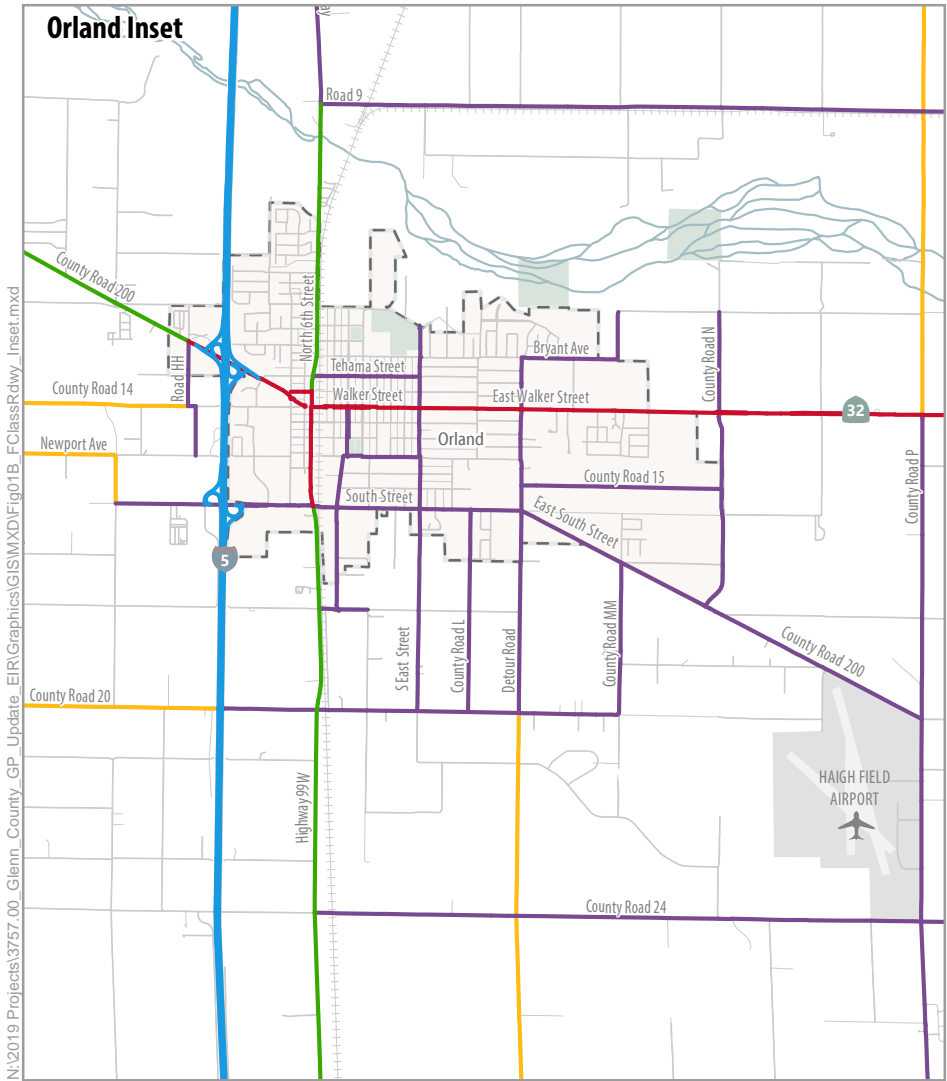 Orland Inset
ay
Road 9
County Road 200
North 6th Street
Bryant Ave
County Road N
Tehama Street
Road HH
County Road 14
Walker Street
East Walker Street
32
Newport Ave
Orland
County Road 15
County Road P
South Street
East South Street
5
S East Street
County Road L
Detour Road
County Road MM
County Road 200
County Road 20
Highway 99W
HAIGH FIELD
AIRPORT
County Road 24
N:\2019 Projects\3757.00_Glenn_County_GP_Update_EIR\Graphics\GIS\MXD\Fig01B_FClassRdwy_Inset.mxd